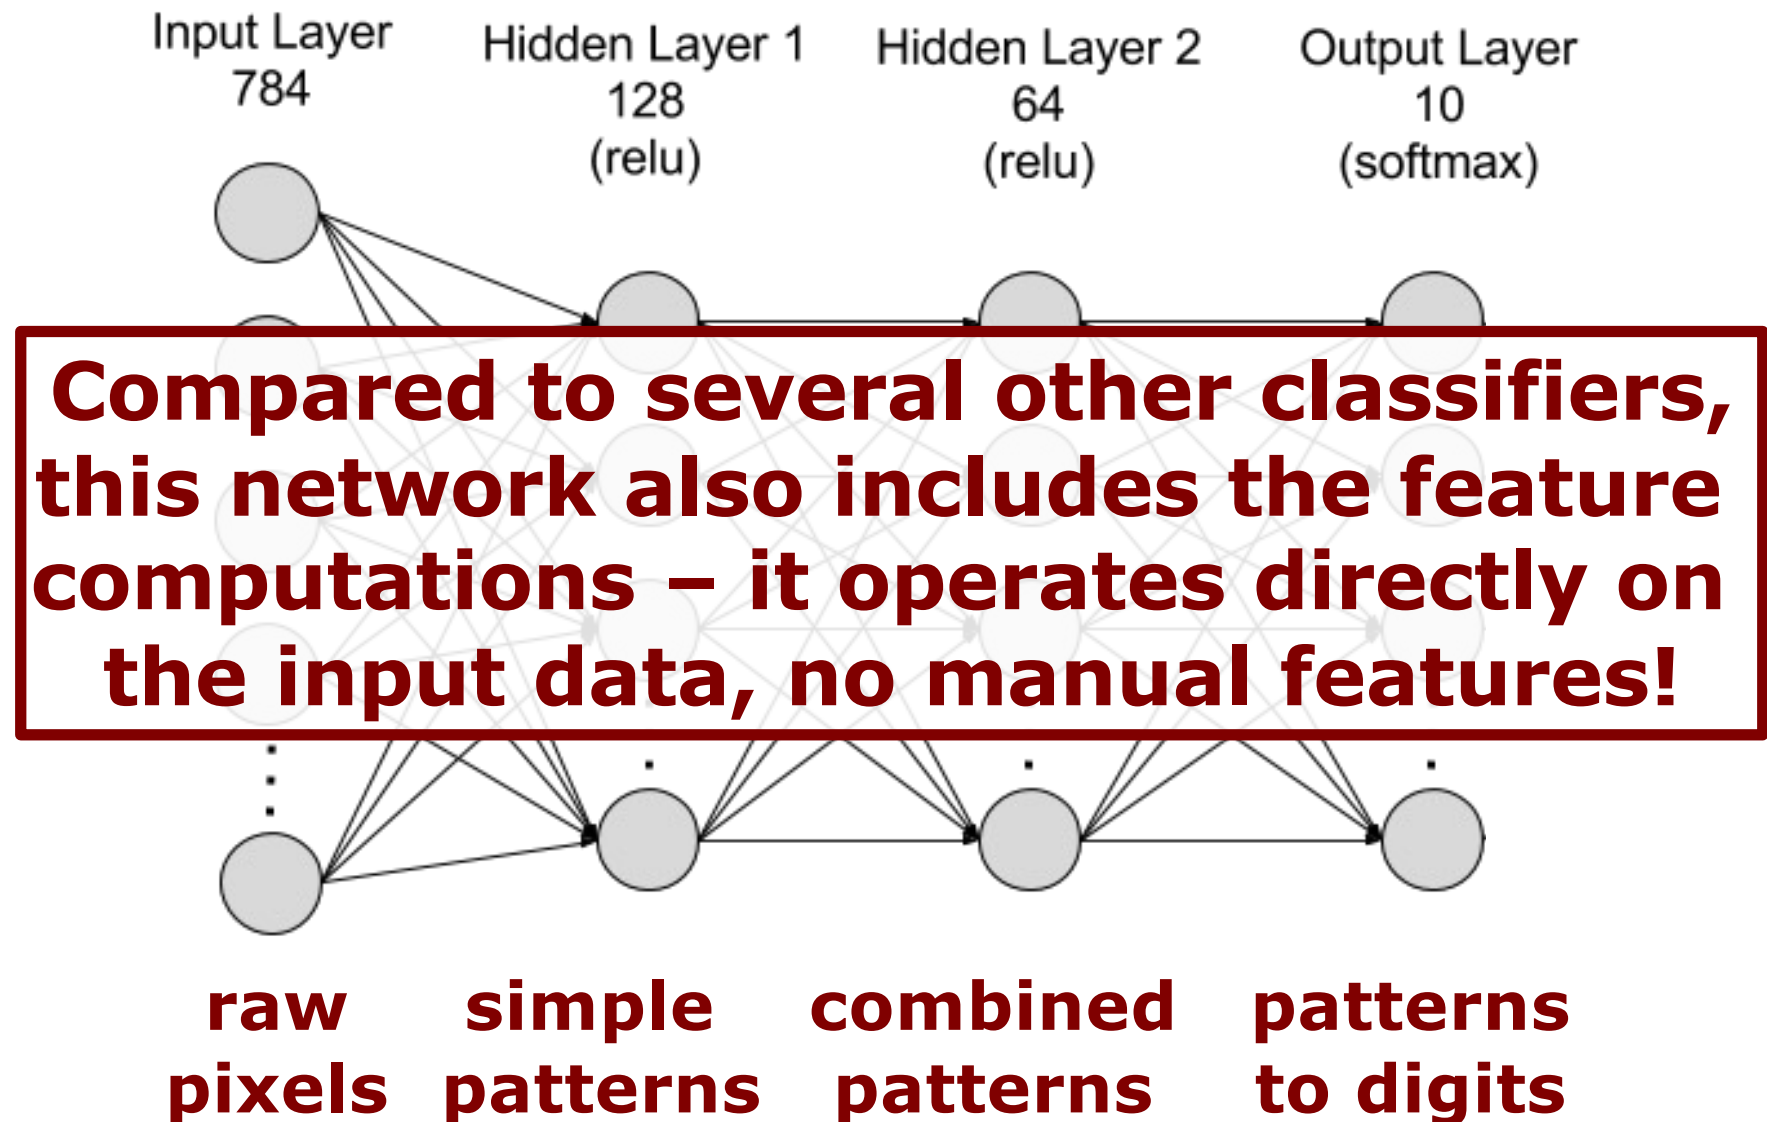 Input Layer
784
Hidden Layer 1
128
(relu)
Hidden Layer 2
64
(relu)
Output Layer
10
(softmax)
Compared to several other classifiers,
this network also includes the feature
computations – it operates directly on
the input data, no manual features!
raw
pixels
simple
patterns
combined
patterns
patterns
to digits